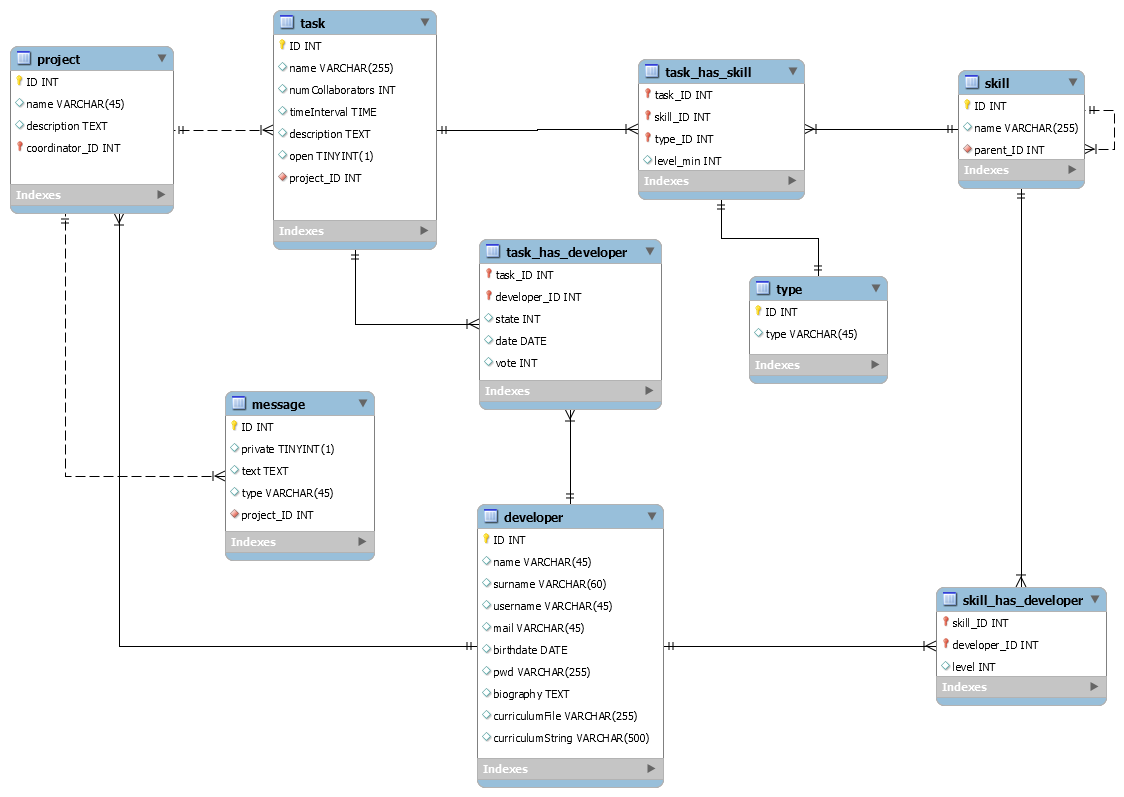 project
ID INT
name VARCHAR(45)
description TEXT
coordinator_ID INT
Indexes
task
ID INT
name VARCHAR(255)
numCollaborators INT
timeInterval TIME
description TEXT
open TINYINT(1)
project_ID INT
Indexes
task_has_skill
task_ID INT
skill_ID INT
type_ID INT
level_min INT
Indexes
skill
ID INT
name VARCHAR(255)
parent_ID INT
Indexes
task_has_developer
task_ID INT
developer_ID INT
state INT
date DATE
vote INT
Indexes
type
ID INT
type VARCHAR(45)
Indexes
message
ID INT
private TINYINT(1)
text TEXT
type VARCHAR(45)
project_ID INT
Indexes
developer
ID INT
name VARCHAR(45)
surname VARCHAR(60)
username VARCHAR(45)
mail VARCHAR(45)
birthdate DATE
pwd VARCHAR(255)
biography TEXT
curriculumFile VARCHAR(255)
curriculumString VARCHAR(500)
Indexes
skill_has_developer
skill_ID INT
developer_ID INT
level INT
Indexes